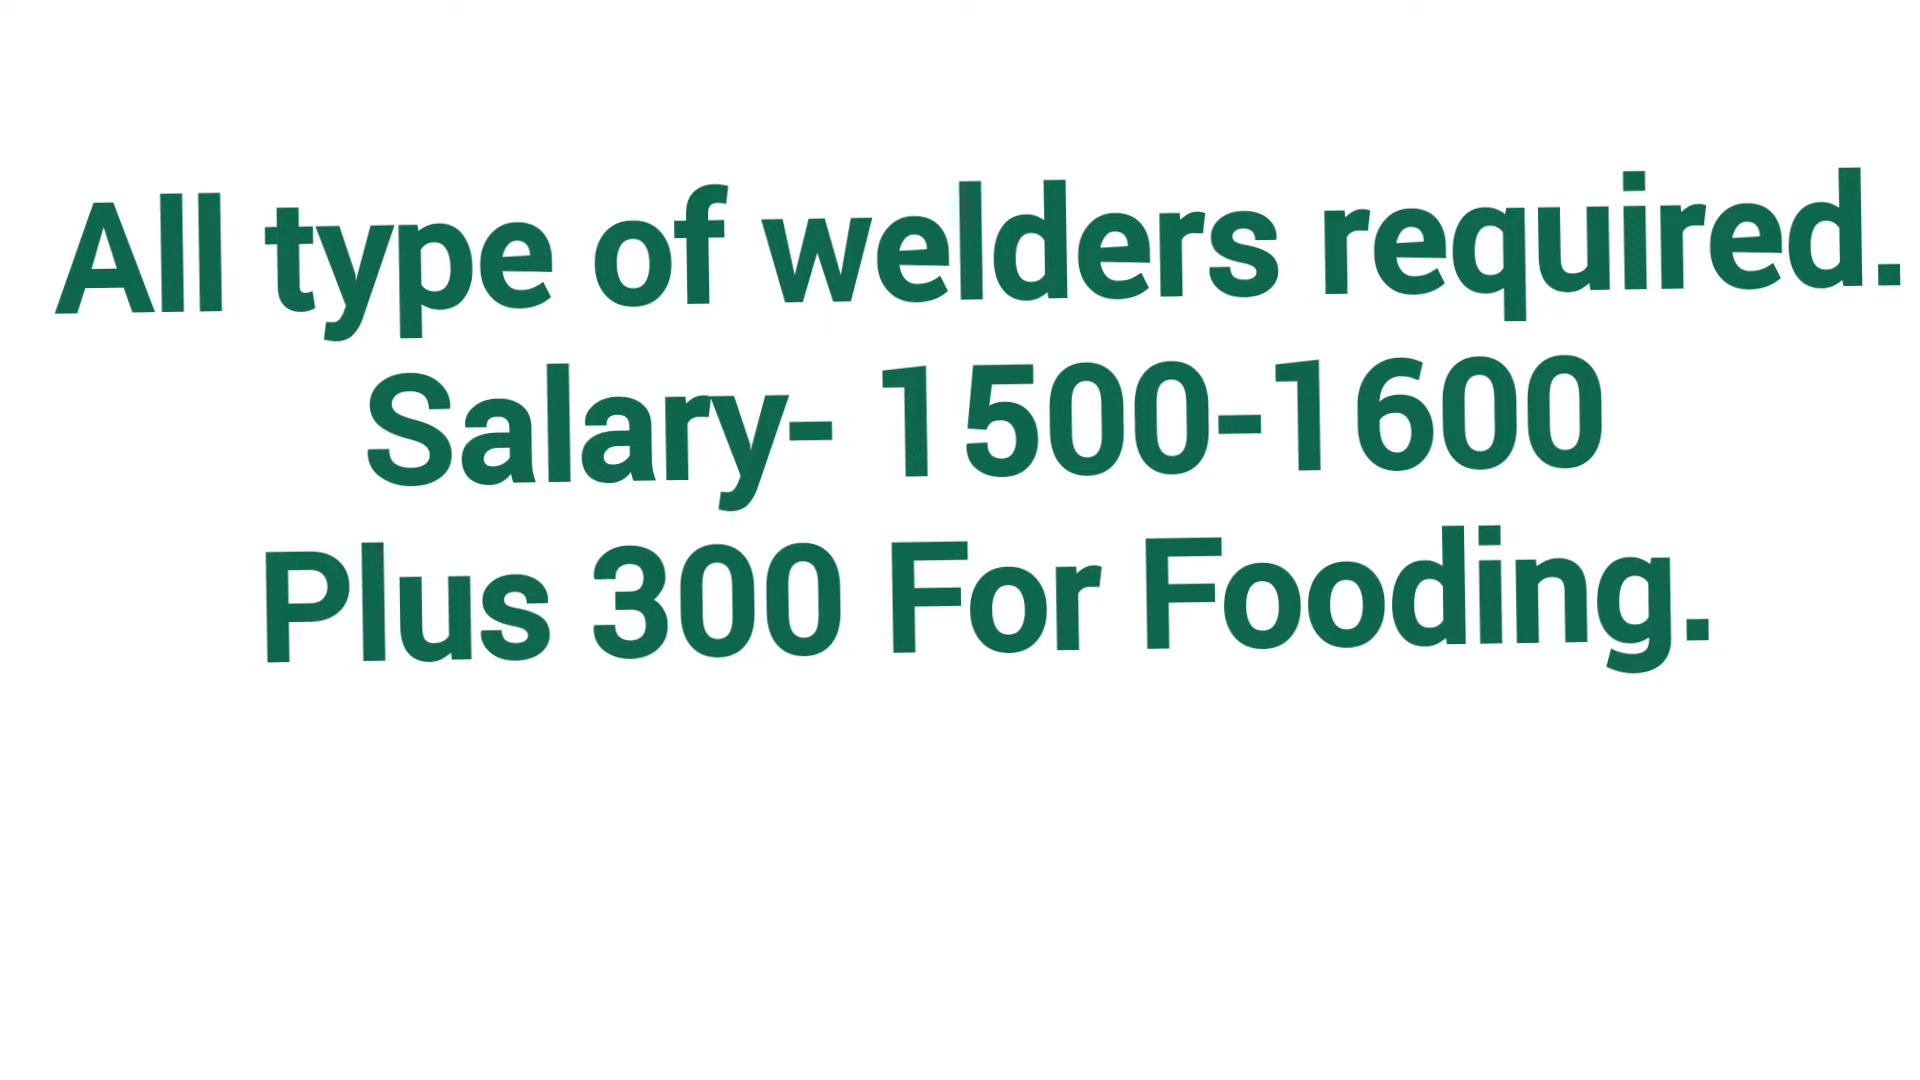 All type of welders required.
Salary- 1500-1600
Plus 300 For Fooding.